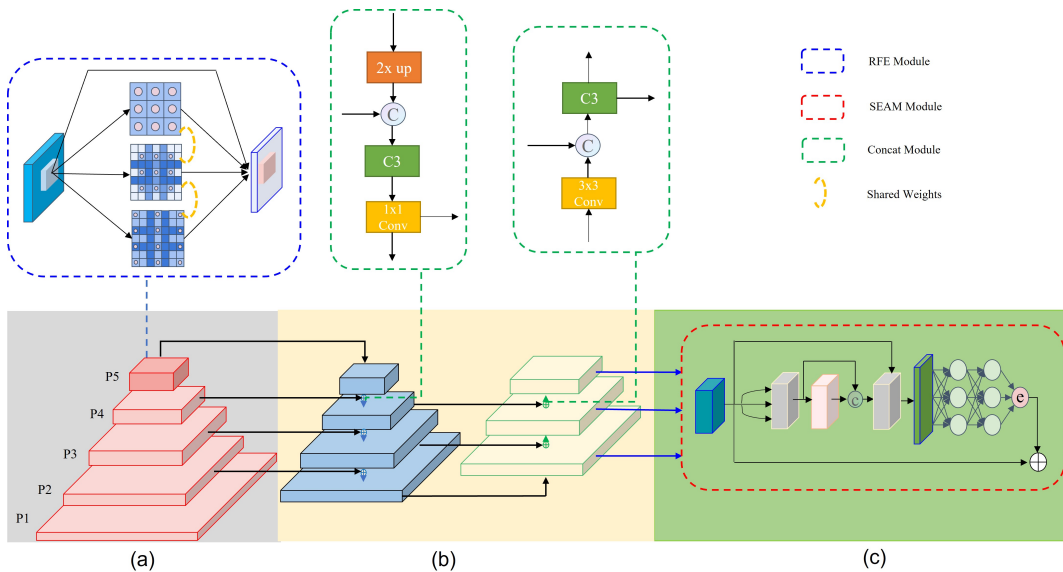 2x up
C
C3
1x1
Conv
C3
C
3x3
Conv
RFE Module
SEAM Module
Concat Module
Shared Weights
P5
P4
P3
P2
P1
c
e
(a)
(b)
(c)